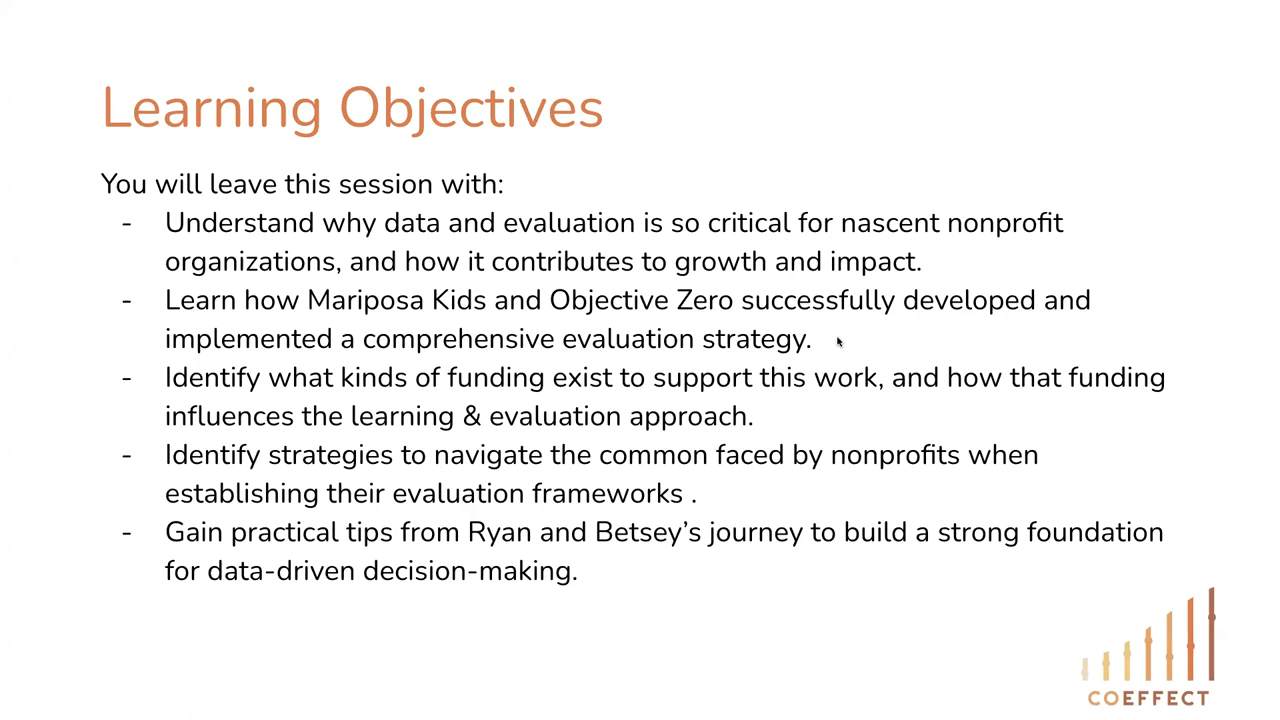 Learning Objectives
You will leave this session with:
- Understand why data and evaluation is so critical for nascent nonprofit
organizations, and how it contributes to growth and impact.
- Learn how Mariposa Kids and Objective Zero successfully developed and
implemented a comprehensive evaluation strategy.
- Identify what kinds of funding exist to support this work, and how that funding
influences the learning & evaluation approach.
- Identify strategies to navigate the common faced by nonprofits when
establishing their evaluation frameworks .
- Gain practical tips from Ryan and Betsey’s journey to build a strong foundation
for data-driven decision-making.
COEFFECT